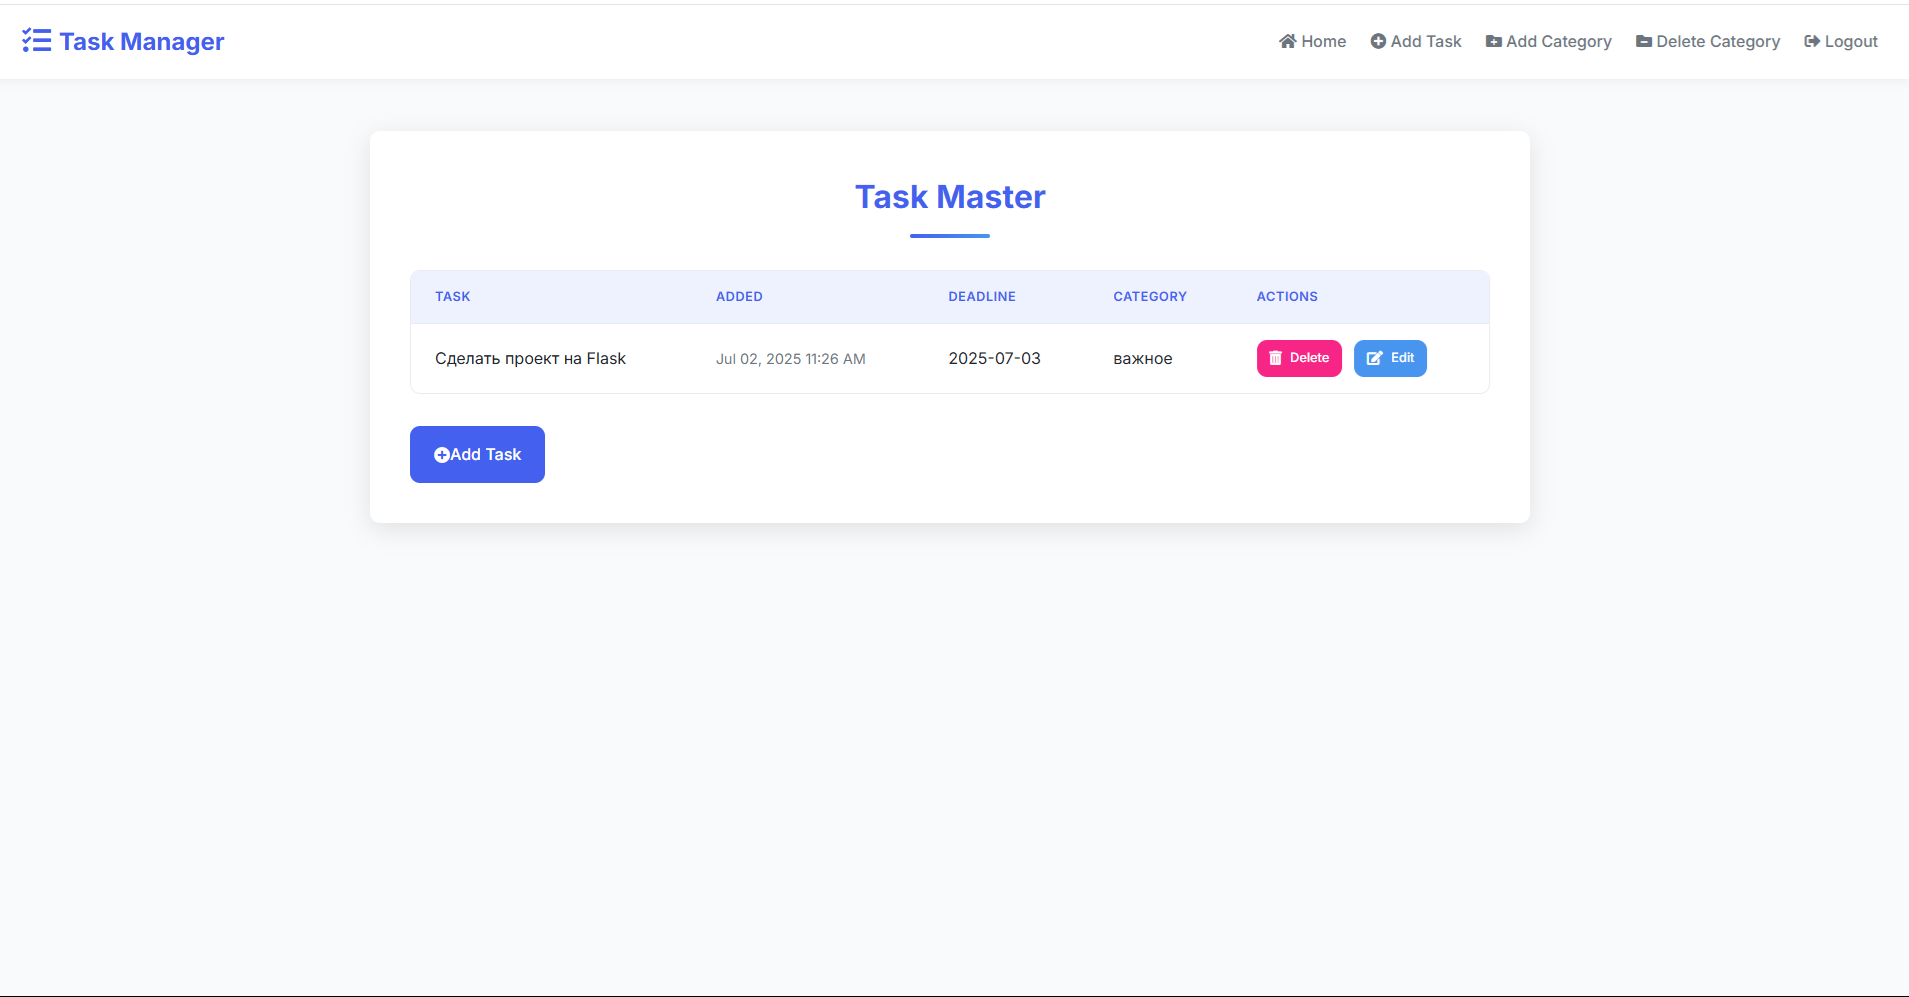 Task Manager
Home Add Task Add Category Delete Category Logout
Task Master
TASK ADDED DEADLINE CATEGORY ACTIONS
Сделать проект на Flask Jul 02, 2025 11:26 AM 2025-07-03 важное Delete Edit
Add Task